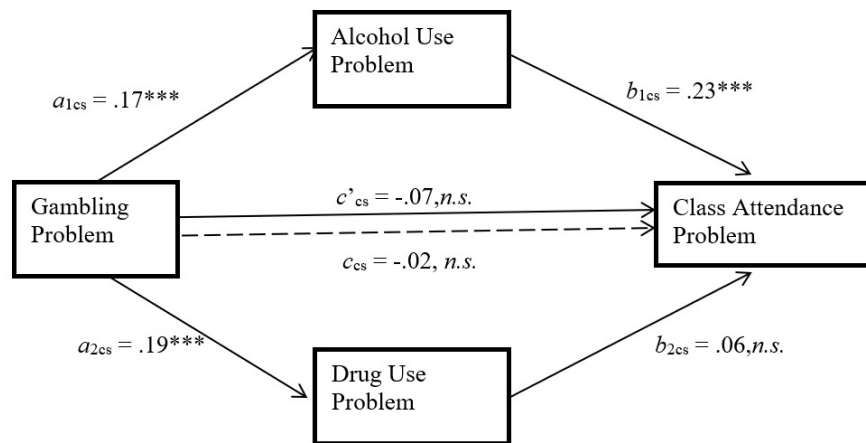 Alcohol Use
Problem
a1cs = .17***
b1cs = .23***
Gambling
Problem
c’cs = -.07,n.s.
ccs = -.02, n.s.
Class Attendance
Problem
a2cs = .19***
b2cs = .06,n.s.
Drug Use
Problem